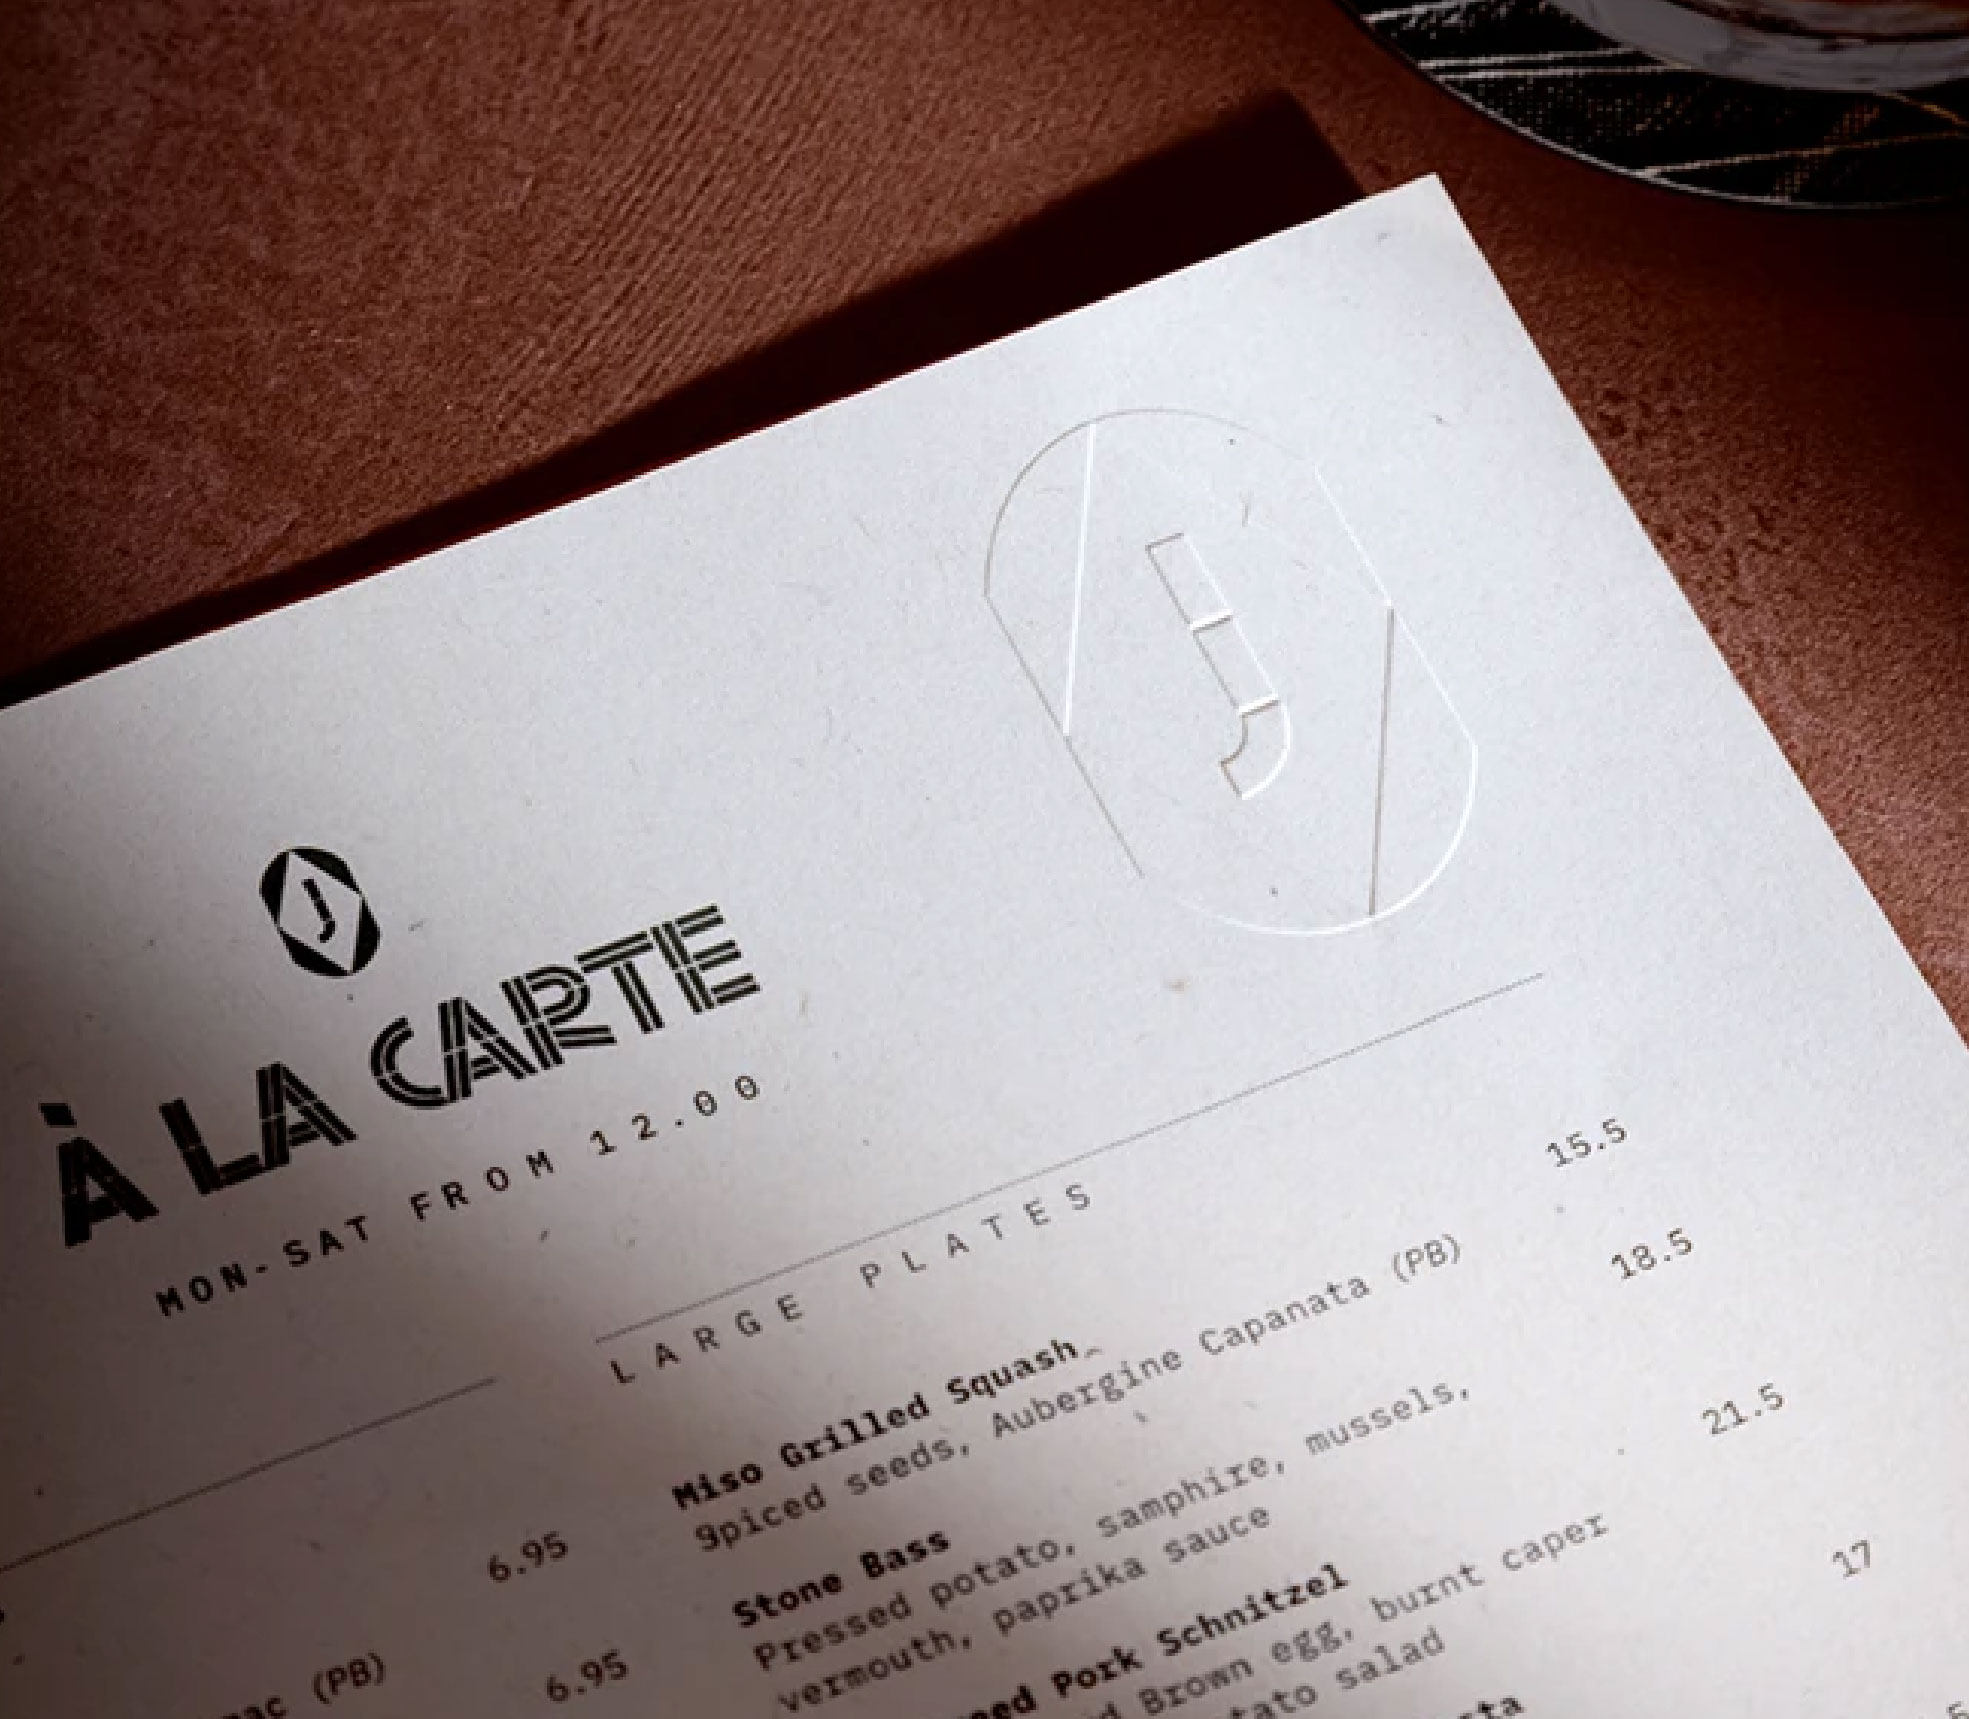 J
J
À LA CARTE
MON-SAT FROM 12.00
6.95
(PB)
6.95
LARGE PLATES
Miso Grilled Squash 15.5
9piced seeds, Aubergine Capanata (PB)
Stone Bass 18.5
Pressed potato, samphire, mussels,
vermouth, paprika sauce
Pork Schnitzel 21.5
Brown egg, burnt caper
salad
17